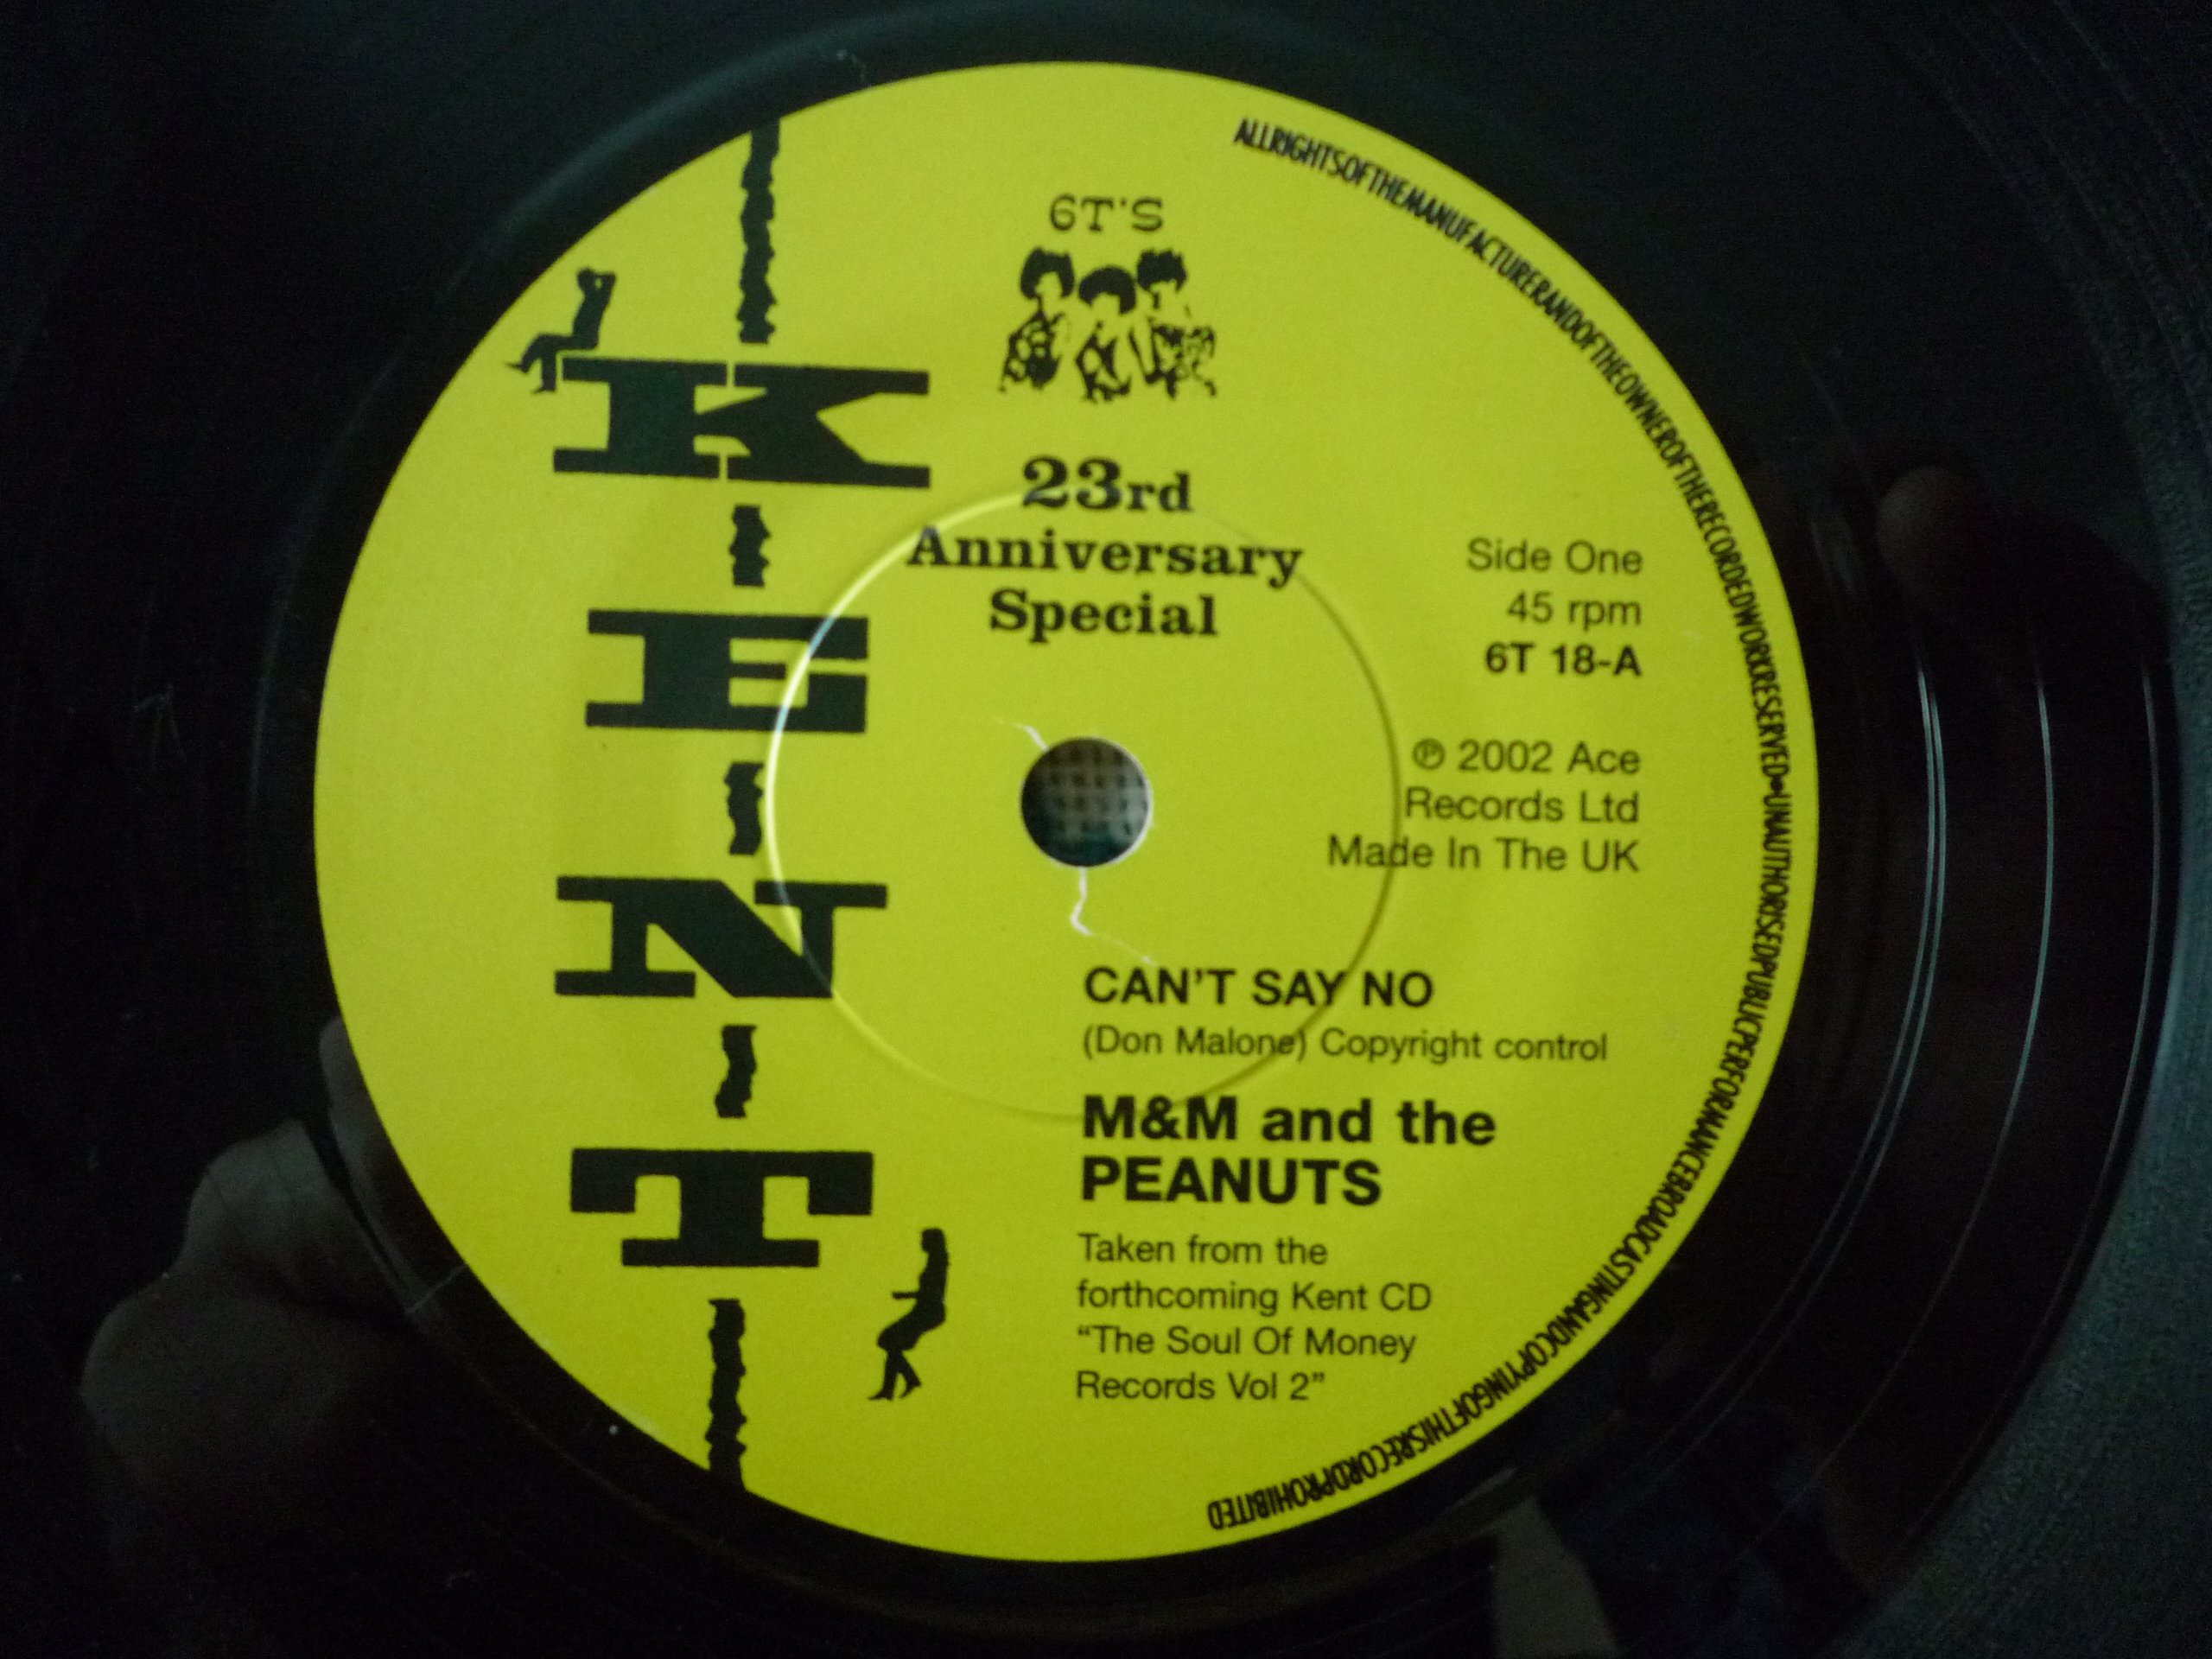 6T'S
KENT
23rd
Anniversary
Special
Side One
45 rpm
6T 18-A
℗ 2002 Ace
Records Ltd
Made In The UK
CAN'T SAY NO
(Don Malone) Copyright control
M&M and the
PEANUTS
Taken from the
forthcoming Kent CD
“The Soul Of Money
Records Vol 2”
ALLRIGHTSOFTHEMANUFACTURERANDOFTHEOWNEROFTHERECORDEDWORKRESERVED•UNAUTHORISEDPUBLICPERFORMANCEBROADCASTINGANDCOPYINGOFTHISRECORDPROHIBITED